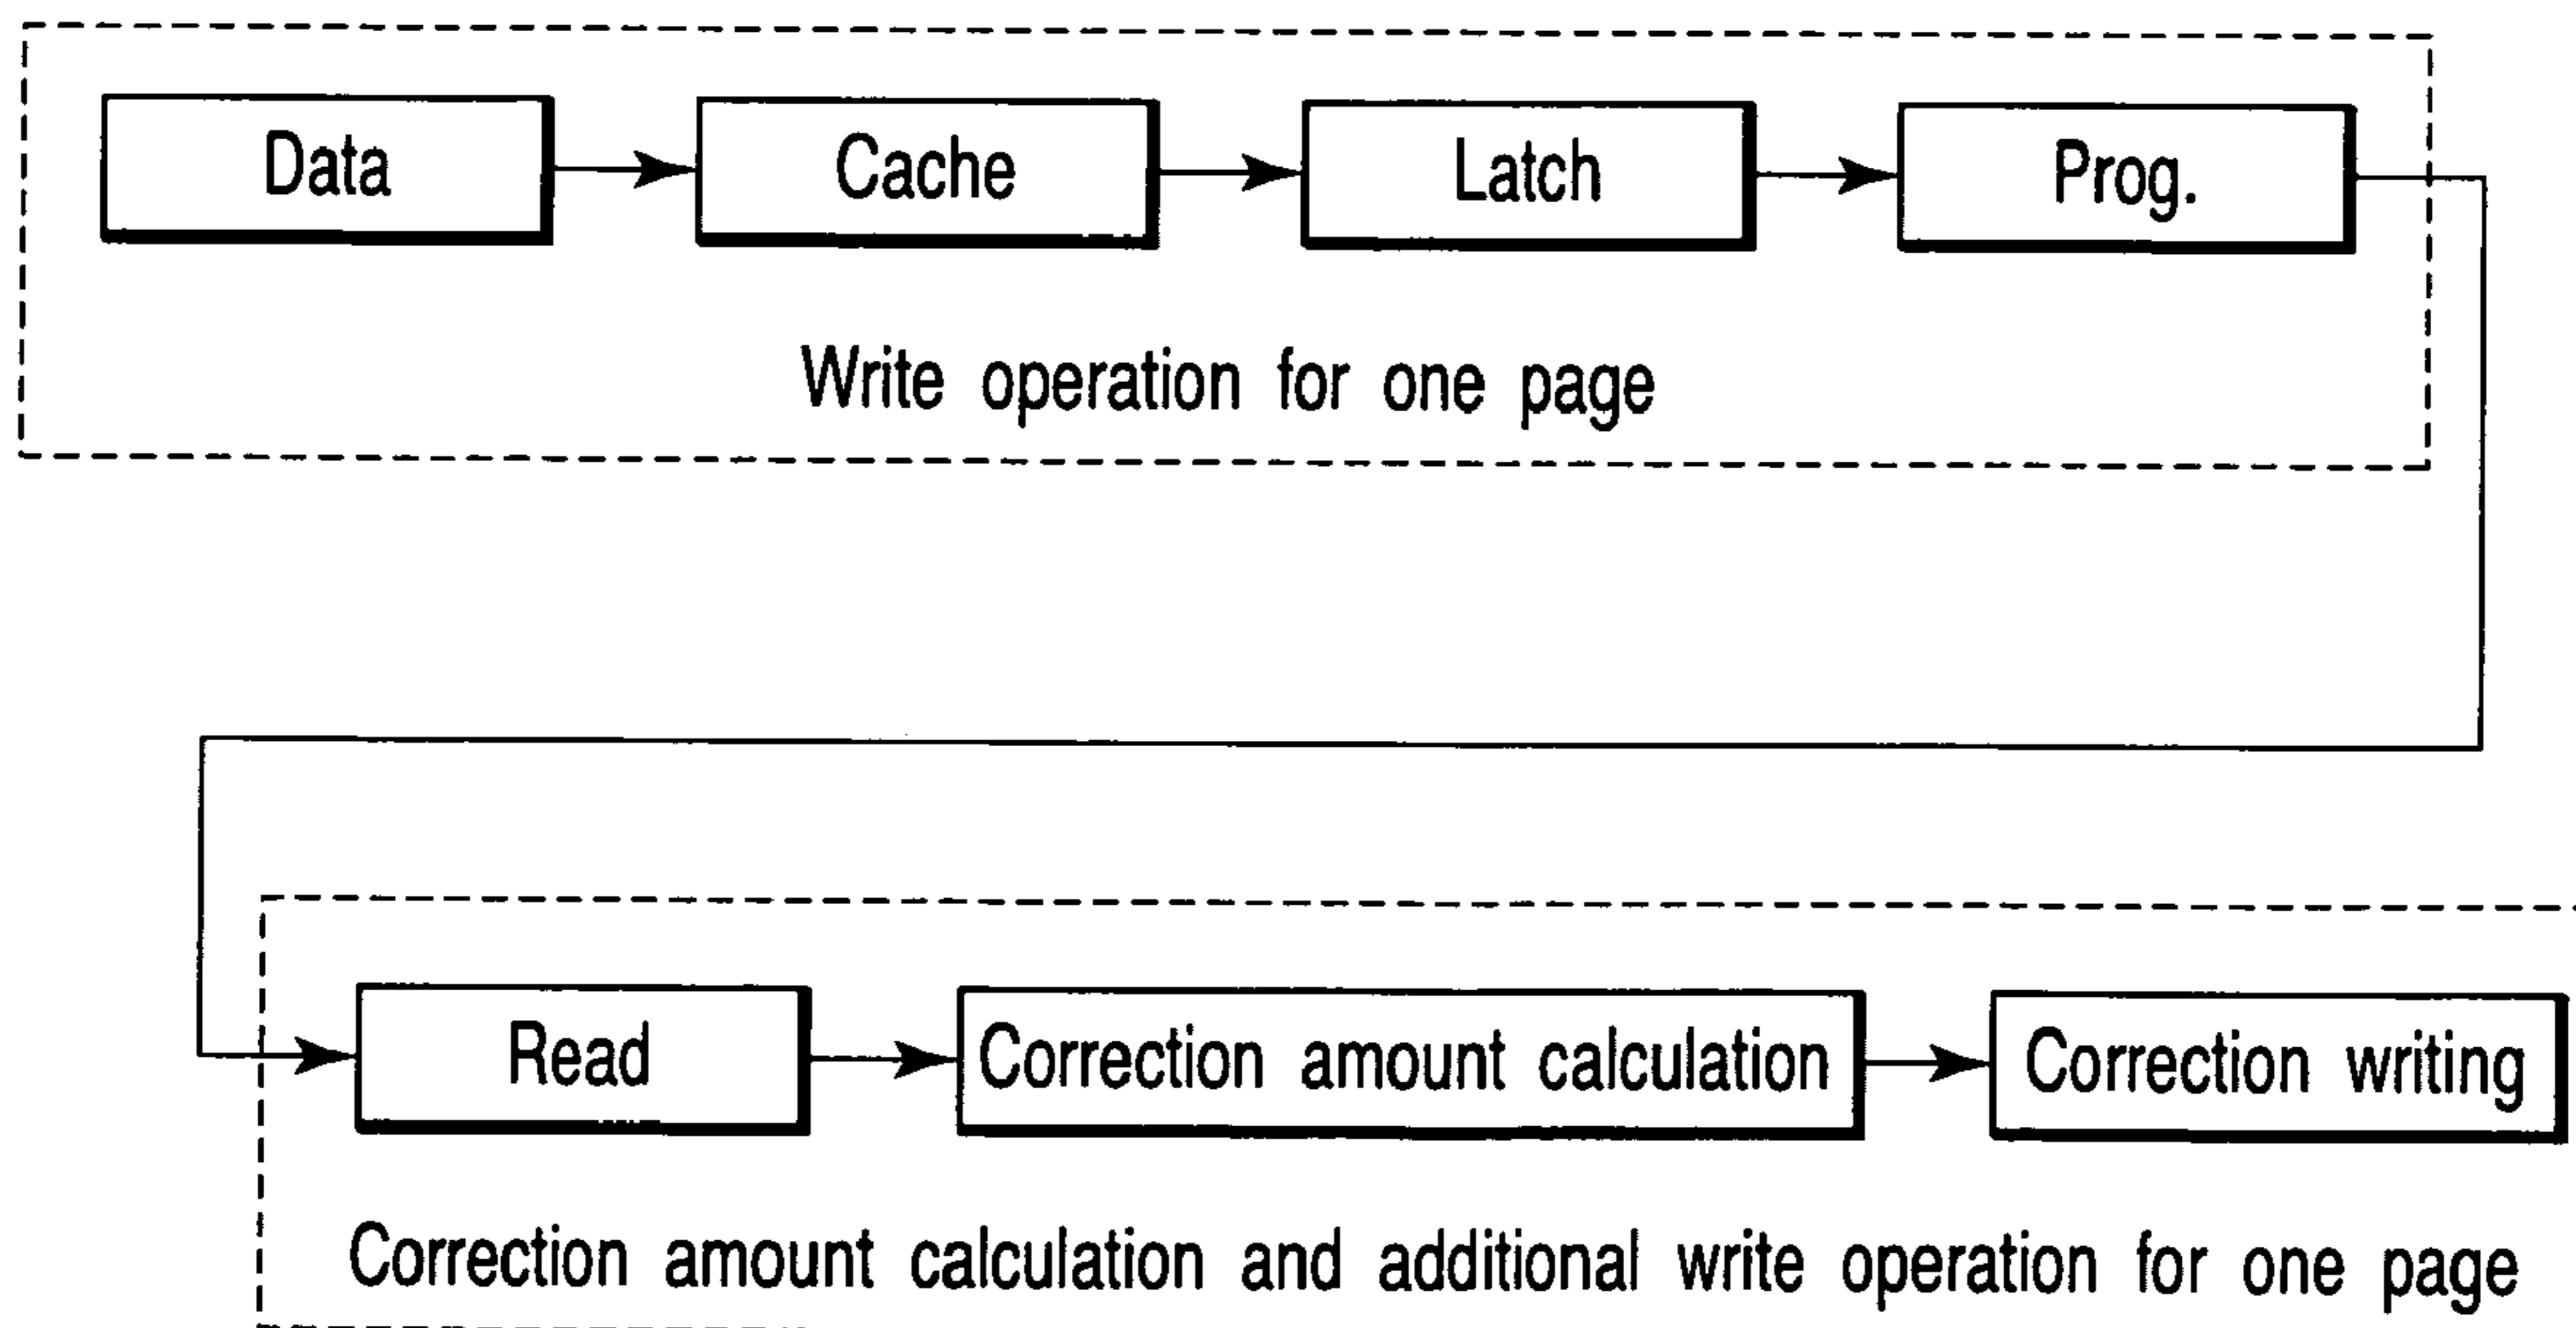 Data Cache Latch Prog.
Write operation for one page
Read Correction amount calculation Correction writing
Correction amount calculation and additional write operation for one page